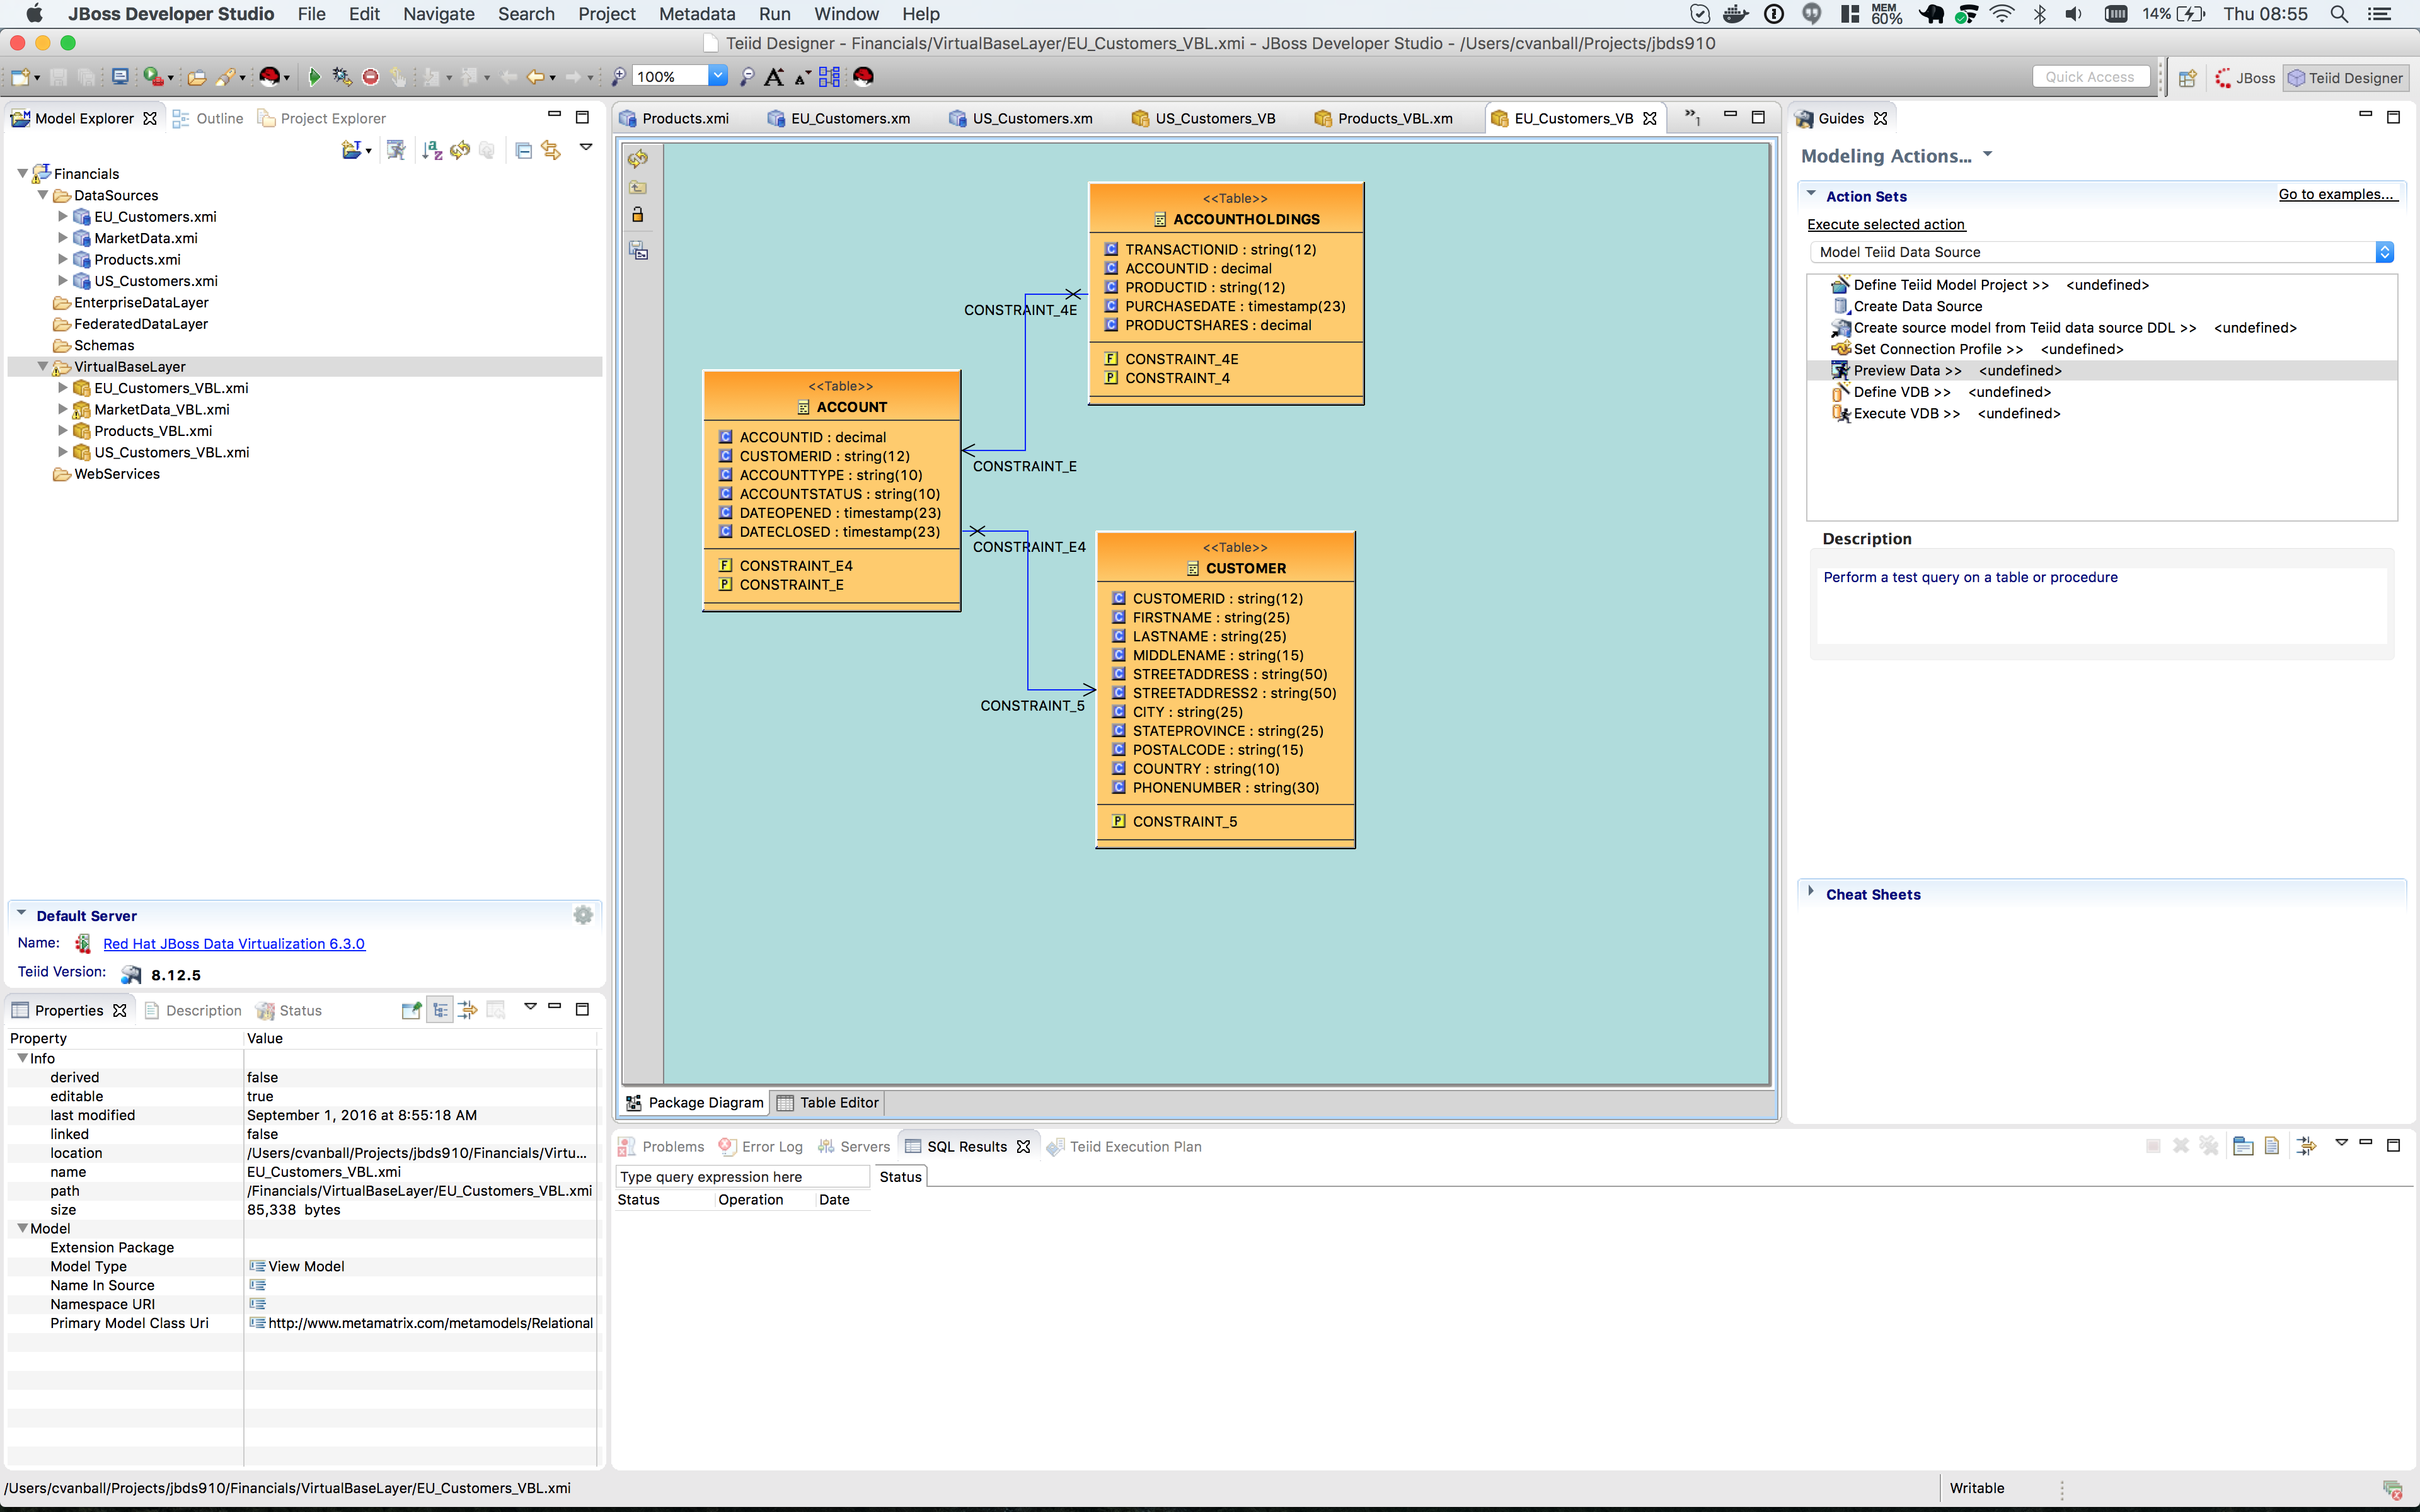 JBoss Developer Studio File Edit Navigate Search Project Metadata Run Window Help MEM 60% 14% Thu 08:55
Teiid Designer - Financials/VirtualBaseLayer/EU_Customers_VBL.xmi - JBoss Developer Studio - /Users/cvanball/Projects/jbds910
100% Quick Access JBoss Teiid Designer
Model Explorer Outline Project Explorer
Financials
DataSources
EU_Customers.xmi
MarketData.xmi
Products.xmi
US_Customers.xmi
EnterpriseDataLayer
FederatedDataLayer
Schemas
VirtualBaseLayer
EU_Customers_VBL.xmi
MarketData_VBL.xmi
Products_VBL.xmi
US_Customers_VBL.xmi
WebServices
Default Server
Name: Red Hat JBoss Data Virtualization 6.3.0
Teiid Version: 8.12.5
Properties Description Status
Property Value
Info
derived false
editable true
last modified September 1, 2016 at 8:55:18 AM
linked false
location /Users/cvanball/Projects/jbds910/Financials/Virtu...
name EU_Customers_VBL.xmi
path /Financials/VirtualBaseLayer/EU_Customers_VBL.xmi
size 85,338 bytes
Model
Extension Package
Model Type View Model
Name In Source
Namespace URI
Primary Model Class Uri http://www.metamatrix.com/metamodels/Relational
Products.xmi EU_Customers.xm US_Customers.xm US_Customers_VB Products_VBL.xm EU_Customers_VB »1
<<Table>>
ACCOUNTHOLDINGS
TRANSACTIONID : string(12)
ACCOUNTID : decimal
PRODUCTID : string(12)
PURCHASEDATE : timestamp(23)
PRODUCTSHARES : decimal
CONSTRAINT_4E
CONSTRAINT_4
CONSTRAINT_4E
<<Table>>
ACCOUNT
ACCOUNTID : decimal
CUSTOMERID : string(12)
ACCOUNTTYPE : string(10)
ACCOUNTSTATUS : string(10)
DATEOPENED : timestamp(23)
DATECLOSED : timestamp(23)
CONSTRAINT_E4
CONSTRAINT_E
CONSTRAINT_E
CONSTRAINT_E4
CONSTRAINT_5
<<Table>>
CUSTOMER
CUSTOMERID : string(12)
FIRSTNAME : string(25)
LASTNAME : string(25)
MIDDLENAME : string(15)
STREETADDRESS : string(50)
STREETADDRESS2 : string(50)
CITY : string(25)
STATEPROVINCE : string(25)
POSTALCODE : string(15)
COUNTRY : string(10)
PHONENUMBER : string(30)
CONSTRAINT_5
Package Diagram Table Editor
Problems Error Log Servers SQL Results Teiid Execution Plan
Type query expression here Status
Status Operation Date
Guides
Modeling Actions...
Action Sets Go to examples...
Execute selected action
Model Teiid Data Source
Define Teiid Model Project >> <undefined>
Create Data Source
Create source model from Teiid data source DDL >> <undefined>
Set Connection Profile >> <undefined>
Preview Data >> <undefined>
Define VDB >> <undefined>
Execute VDB >> <undefined>
Description
Perform a test query on a table or procedure
Cheat Sheets
/Users/cvanball/Projects/jbds910/Financials/VirtualBaseLayer/EU_Customers_VBL.xmi Writable